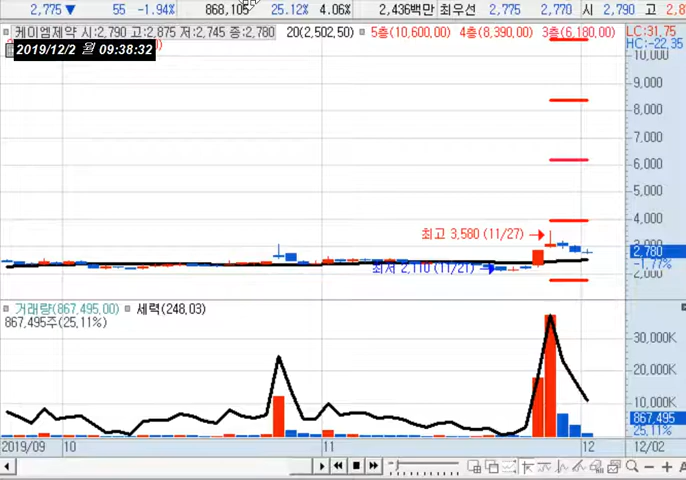 2,775 ▼ 55 -1.94% 868,105 25.12% 4.06% 2,436백만 최우선 2,775 2,770 시 2,790 고
케이엠제약 시:2,790 고:2,875 저:2,745 종:2,780 20(2,502,50) 5층(10,600,00) 4층(8,390,00) 3층(6,180,00) LC:31,75
2019/12/2 월 09:38:32 HC:-22,35
10,000
9,000
8,000
7,000
6,000
5,000
4,000
최고 3,580 (11/27)
3,000
2,780
-1,77%
최저 2,110 (11/21)
2,000
거래량(867,495,00) 세력(248,03)
867,495주(25,11%)
30,000K
20,000K
10,000K
867,495
25,11%
2019/09 10 11 12 12/02